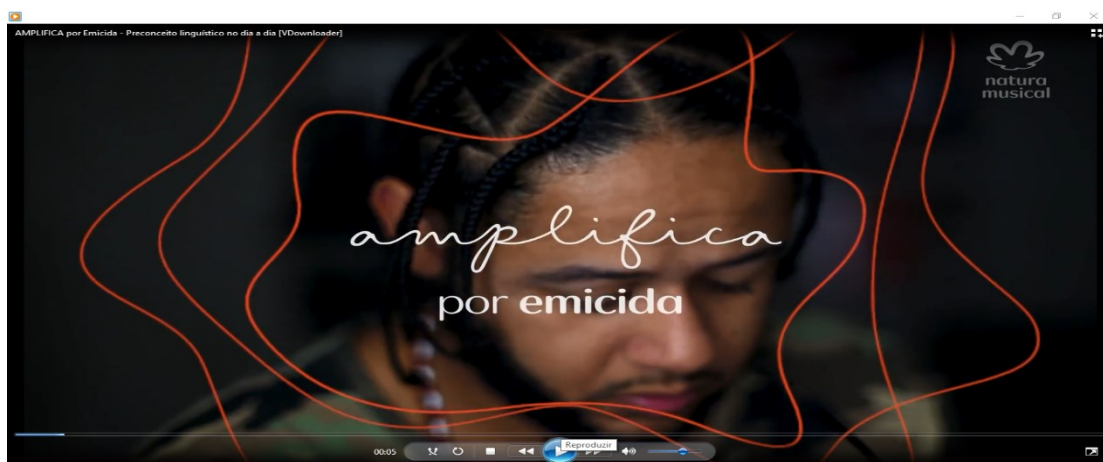 AMPLIFICA por Emicida - Preconceito linguístico no dia a dia [VDownloader]
natura
musical
amplifica
por emicida
Reproduzir
00:05